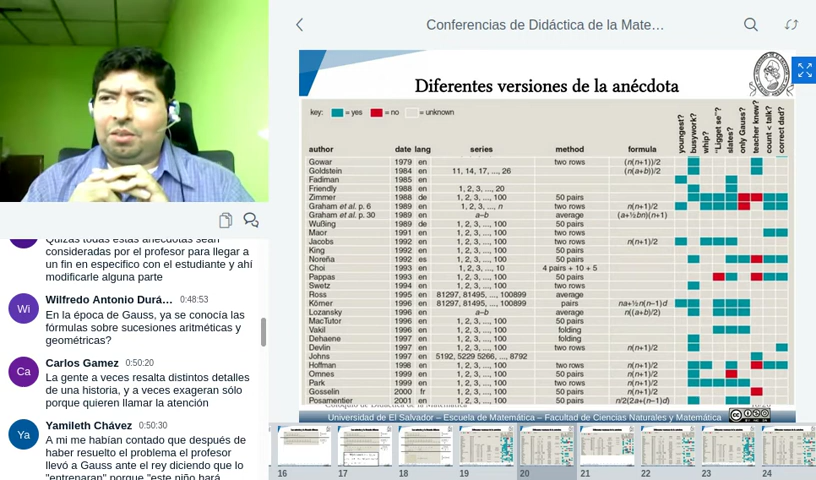 Conferencias de Didáctica de la Mate…
Diferentes versiones de la anécdota
key: = yes = no = unknown
youngest?
busywork?
whip?
"Ligget se"?
slates?
only Gauss?
teacher knew?
count < talk?
correct dad?
author date lang series method formula
Gowar 1979 en two rows (n(n+1))/2
Goldstein 1984 en 11, 14, 17, ..., 26 (n(a+b))/2
Fadiman 1985 en
Friendly 1988 en 1, 2, 3, ..., 20
Zimmer 1988 de 1, 2, 3, ..., 100 50 pairs
Graham et al. p. 6 1989 en 1, 2, 3, ..., n two rows n(n+1)/2
Graham et al. p. 30 1989 en a–b average (a+½bn)(n+1)
Wußing 1989 de 1, 2, 3, ..., 100 50 pairs
Maor 1991 en 1, 2, 3, ..., 100 two rows
Jacobs 1992 en 1, 2, 3, ..., 100 two rows n(n+1)/2
King 1992 en 1, 2, 3, ..., 100 50 pairs
Noreña 1992 es 1, 2, 3, ..., 100 50 pairs
Choi 1993 en 1, 2, 3, ..., 10 4 pairs + 10 + 5
Pappas 1993 en 1, 2, 3, ..., 100 50 pairs
Swetz 1994 en 1, 2, 3, ..., 100 two rows
Ross 1995 en 81297, 81495, ..., 100899 average
Körner 1996 en 81297, 81495, ..., 100899 pairs na+½n(n–1)d
Lozansky 1996 en a–b average n((a+b)/2)
MacTutor 1996 en 1, 2, 3, ..., 100 50 pairs
Vakil 1996 en 1, 2, 3, ..., 100 folding
Dehaene 1997 en 1, 2, 3, ..., 100 folding
Devlin 1997 en 1, 2, 3, ..., 100 two rows n(n+1)/2
Johns 1997 en 5192, 5229 5266, ..., 8792
Hoffman 1998 en 1, 2, 3, ..., 100 two rows n(n+1)/2
Omnes 1999 en 1, 2, 3, ..., 100 50 pairs n(n+1)/2
Park 1999 en 1, 2, 3, ..., 100 two rows n(n+1)/2
Gosselin 2000 fr 1, 2, 3, ..., 100 50 pairs n(n+1)/2
Posamentier 2001 en 1, 2, 3, ..., 100 50 pairs n/2(2a+(n–1)d)
Universidad de El Salvador – Escuela de Matemática – Facultad de Ciencias Naturales y Matemática
16 17 18 19 20 21 22 23 24
Quizás todas estas anécdotas sean
consideradas por el profesor para llegar a
un fin en especifico con el estudiante y ahí
modificarle alguna parte
Wi
Wilfredo Antonio Durá… 0:48:53
En la época de Gauss, ya se conocía las
fórmulas sobre sucesiones aritméticas y
geométricas?
Ca
Carlos Gamez 0:50:20
La gente a veces resalta distintos detalles
de una historia, y a veces exageran sólo
porque quieren llamar la atención
Ya
Yamileth Chávez 0:50:30
A mi me habían contado que después de
haber resuelto el problema el profesor
llevó a Gauss ante el rey diciendo que lo
"entrenaran" porque "este niño hará